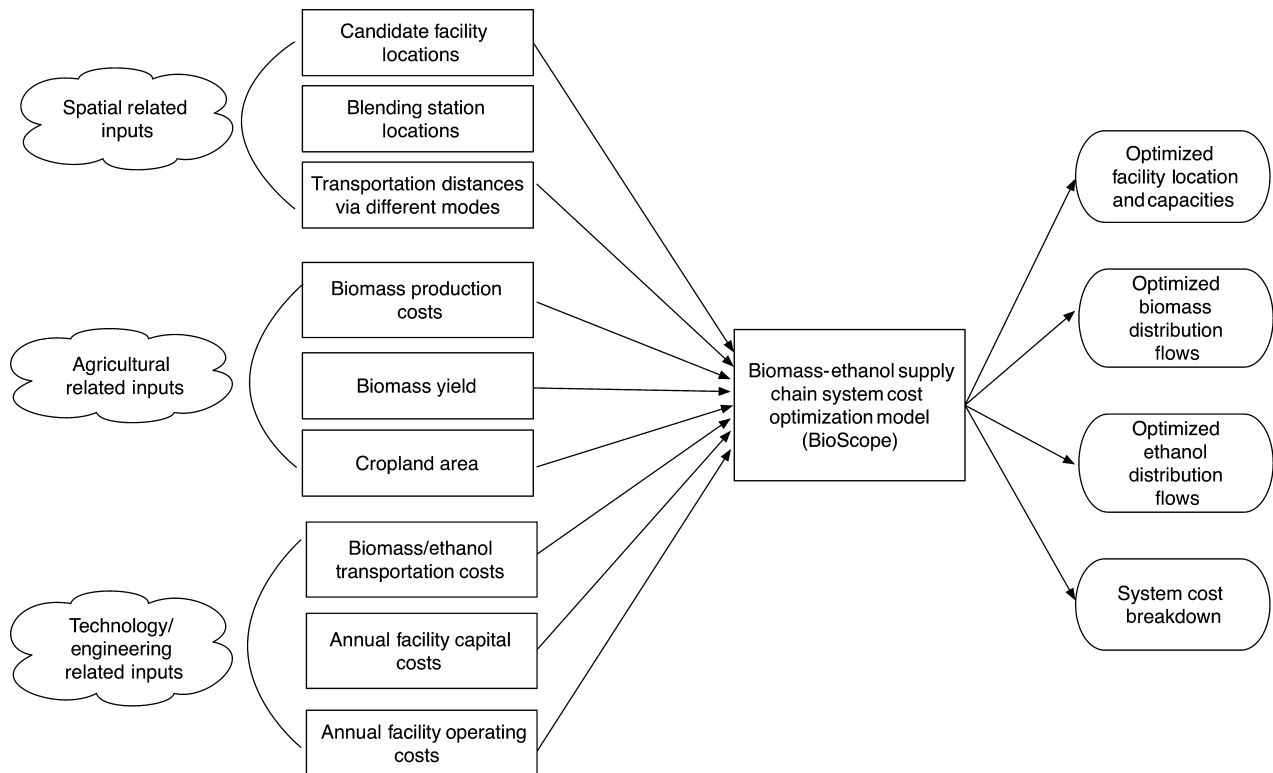 Spatial related
inputs
Candidate facility
locations
Blending station
locations
Transportation distances
via different modes
Agricultural
related inputs
Biomass production
costs
Biomass yield
Cropland area
Technology/
engineering
related inputs
Biomass/ethanol
transportation costs
Annual facility capital
costs
Annual facility operating
costs
Biomass-ethanol supply
chain system cost
optimization model
(BioScope)
Optimized
facility location
and capacities
Optimized
biomass
distribution
flows
Optimized
ethanol
distribution
flows
System cost
breakdown